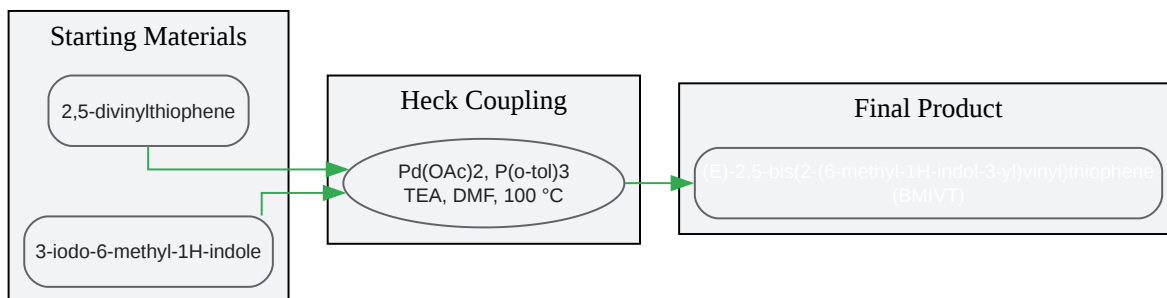 Starting Materials
2,5-divinylthiophene
3-iodo-6-methyl-1H-indole
Heck Coupling
Pd(OAc)2, P(o-tol)3
TEA, DMF, 100 °C
Final Product
(E)-2,5-bis(2-(6-methyl-1H-indol-3-yl)vinyl)thiophene
(BMIVT)